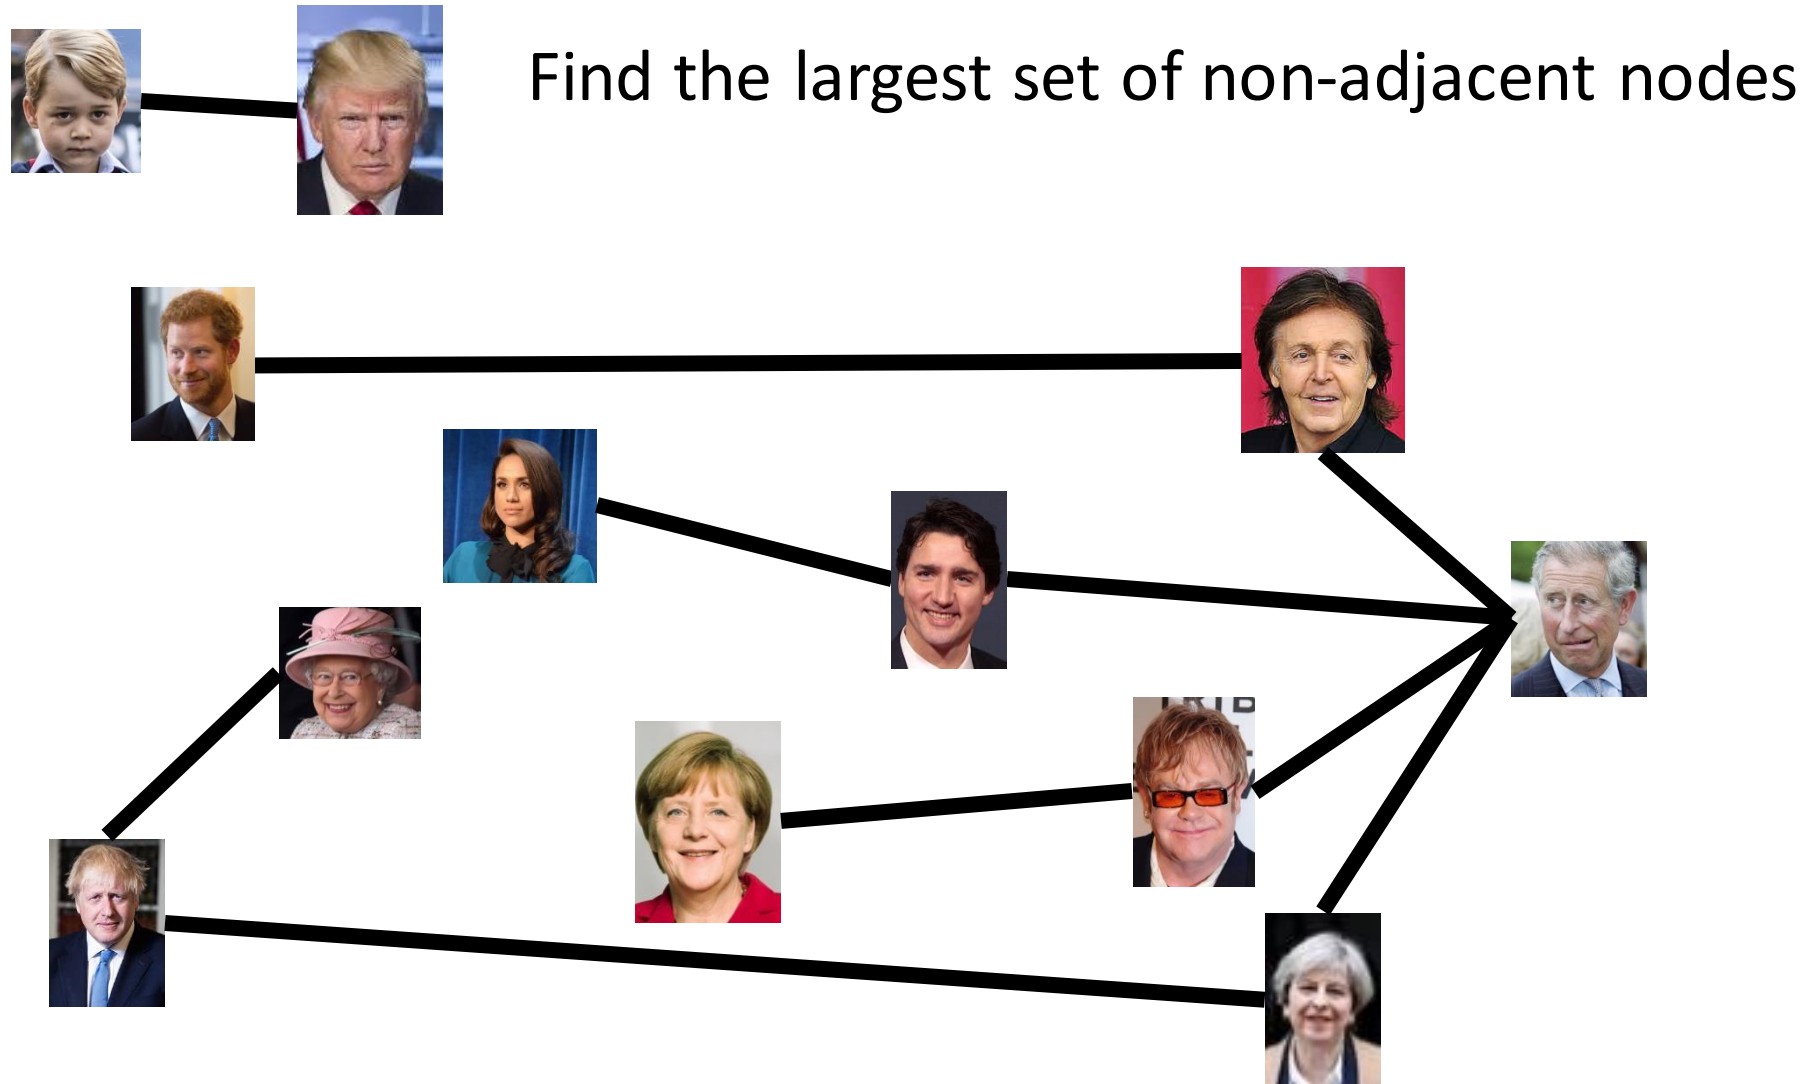 Find the largest set of non-adjacent nodes